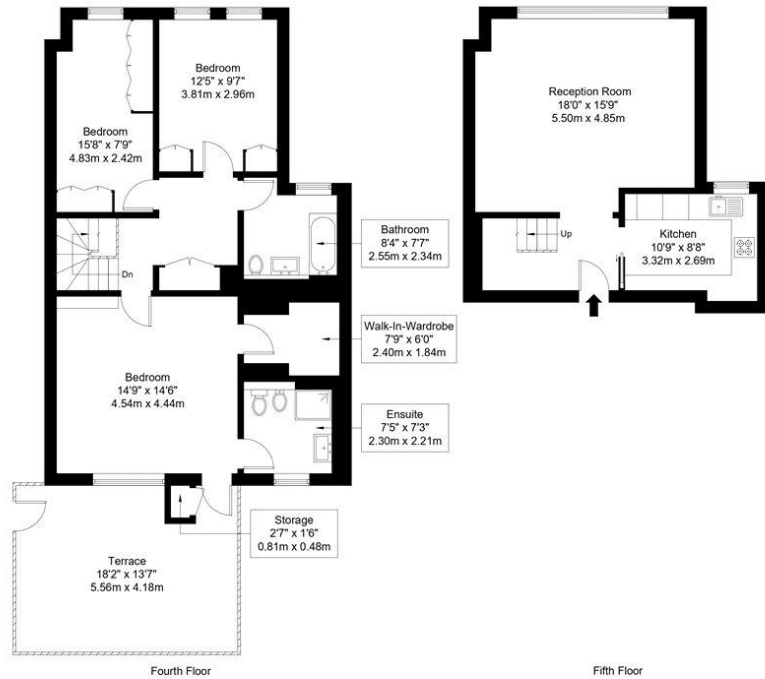 Bedroom
12'5" x 9'7"
3.81m x 2.96m
Bedroom
15'8" x 7'9"
4.83m x 2.42m
Dn
Bathroom
8'4" x 7'7"
2.55m x 2.34m
Walk-In-Wardrobe
7'9" x 6'0"
2.40m x 1.84m
Bedroom
14'9" x 14'6"
4.54m x 4.44m
Ensuite
7'5" x 7'3"
2.30m x 2.21m
Storage
2'7" x 1'6"
0.81m x 0.48m
Terrace
18'2" x 13'7"
5.56m x 4.18m
Fourth Floor
Reception Room
18'0" x 15'9"
5.50m x 4.85m
Up
Kitchen
10'9" x 8'8"
3.32m x 2.69m
Fifth Floor